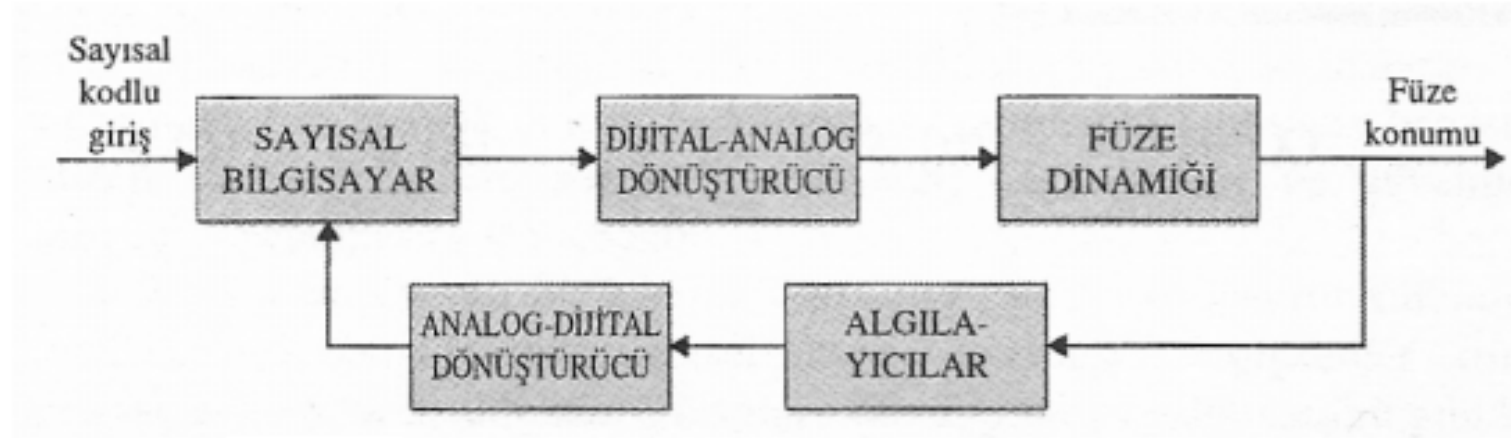 Sayısal
kodlu
giriş
SAYISAL
BİLGİSAYAR
DİJİTAL-ANALOG
DÖNÜŞTÜRÜCÜ
FÜZE
DİNAMİĞİ
Füze
konumu
ANALOG-DİJİTAL
DÖNÜŞTÜRÜCÜ
ALGILA-
YICILAR